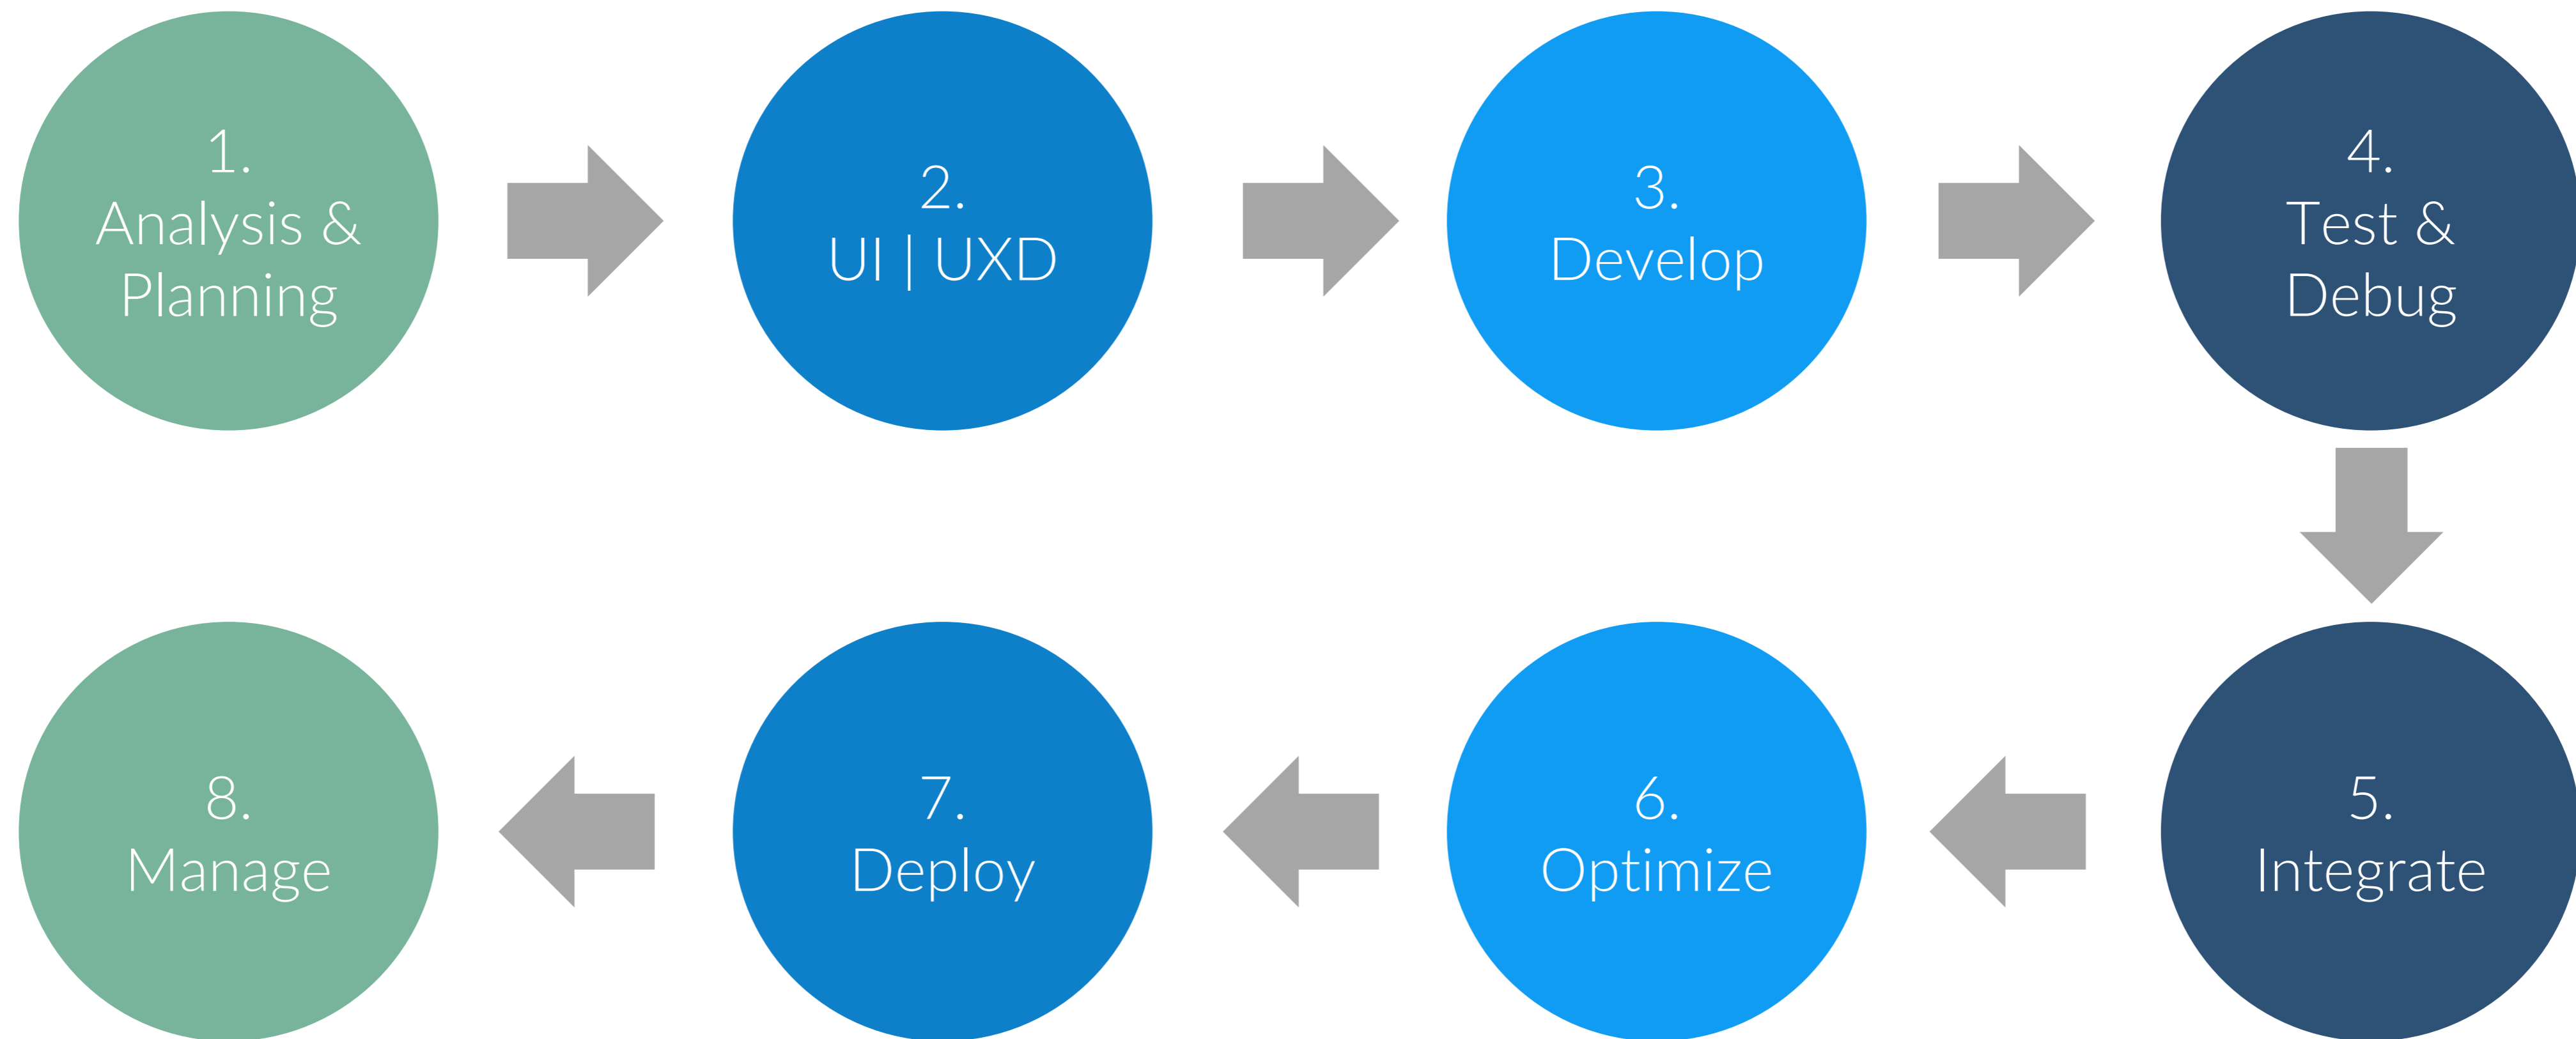 1.
Analysis &
Planning
2.
UI | UXD
3.
Develop
4.
Test &
Debug
5.
Integrate
6.
Optimize
7.
Deploy
8.
Manage